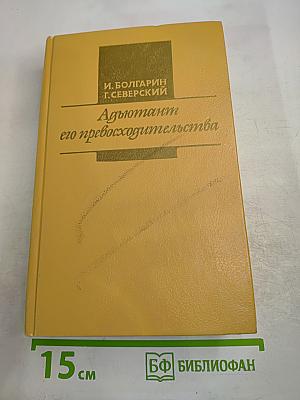 И. БОЛГАРИН
Г. СЕВЕРСКИЙ
Адъютант
его превосходительства
15 см
БФ БИБЛИОФАН